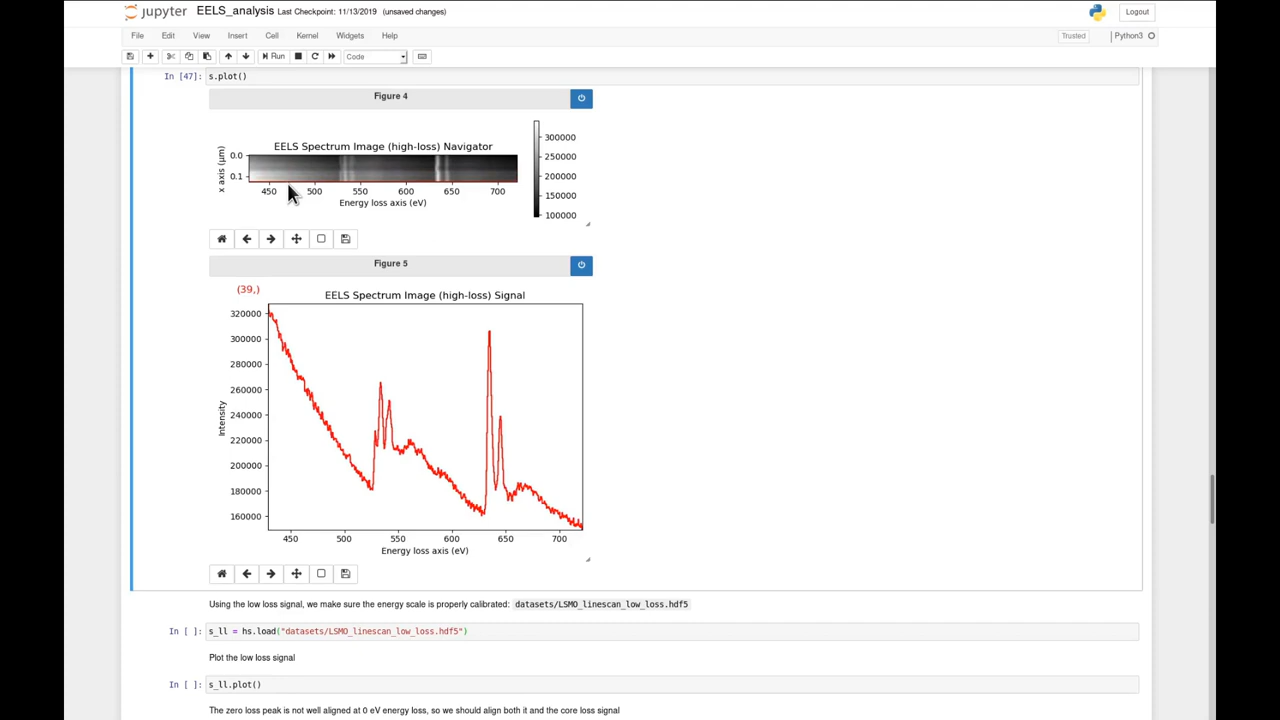 jupyter EELS_analysis Last Checkpoint: 11/13/2019 (unsaved changes) Logout
File Edit View Insert Cell Kernel Widgets Help Trusted Python3
Run Code
In [47]: s.plot()
Figure 4
EELS Spectrum Image (high-loss) Navigator
x axis (µm)
0.0
0.1
450 500 550 600 650 700
Energy loss axis (eV)
300000
250000
200000
150000
100000
Figure 5
(39,)
EELS Spectrum Image (high-loss) Signal
Intensity
320000
300000
280000
260000
240000
220000
200000
180000
160000
450 500 550 600 650 700
Energy loss axis (eV)
Using the low loss signal, we make sure the energy scale is properly calibrated: datasets/LSMO_linescan_low_loss.hdf5
In [ ]: s_ll = hs.load("datasets/LSMO_linescan_low_loss.hdf5")
Plot the low loss signal
In [ ]: s_ll.plot()
The zero loss peak is not well aligned at 0 eV energy loss, so we should align both it and the core loss signal